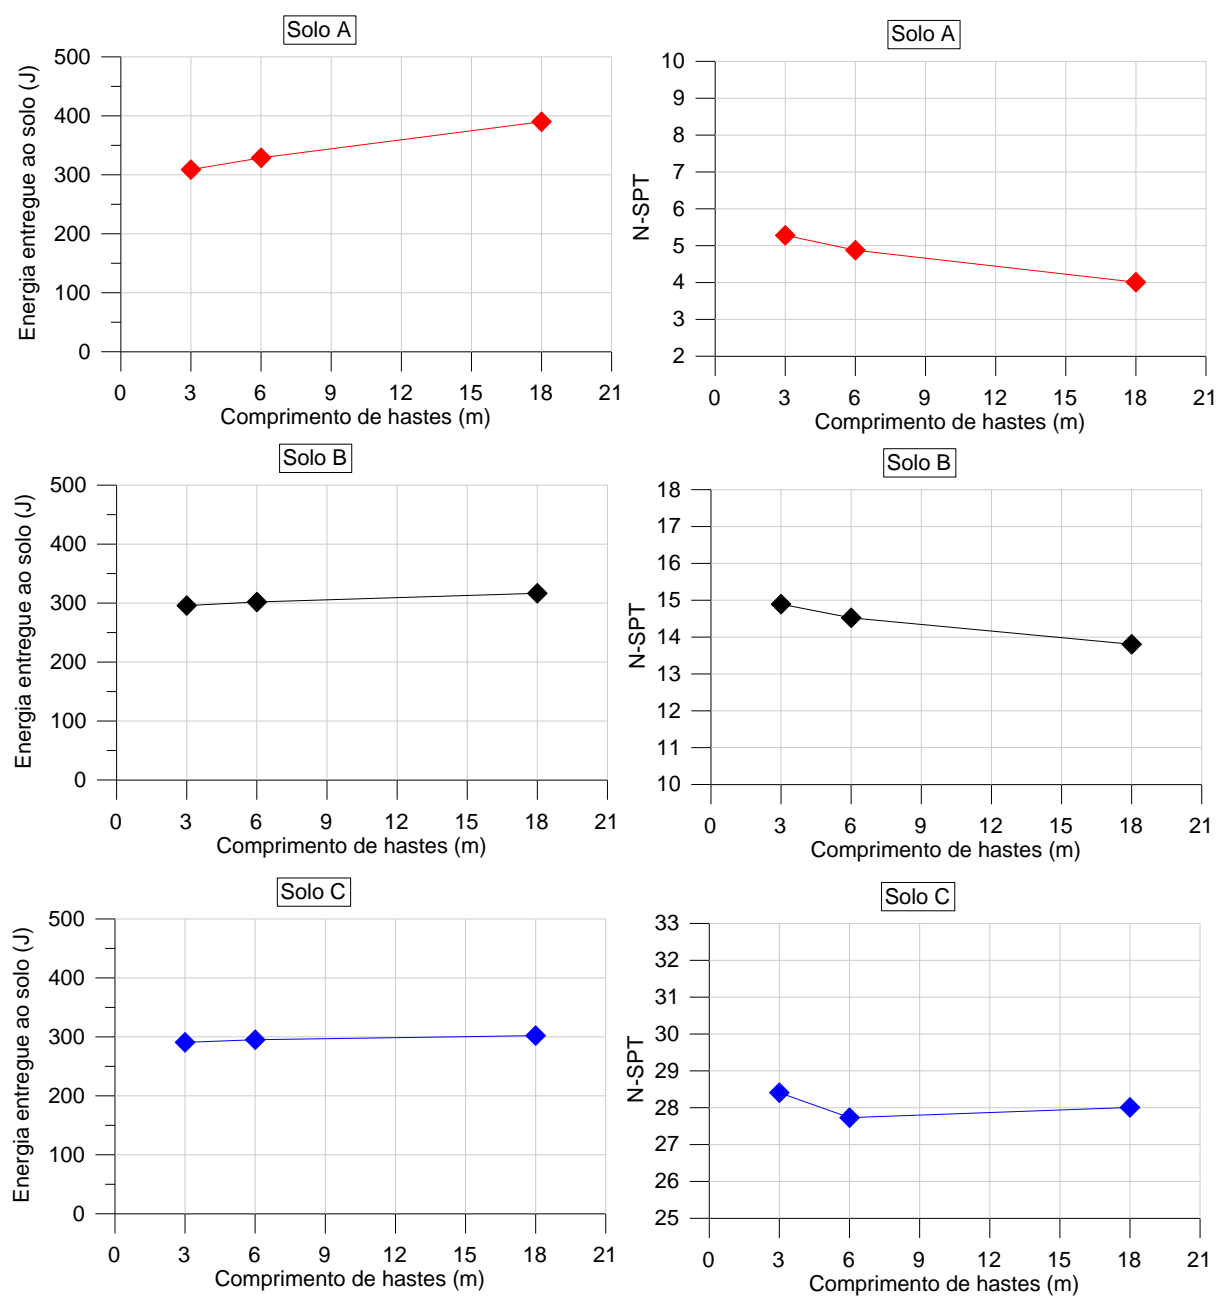 Solo A
Energia entregue ao solo (J)
500
400
300
200
100
0
0 3 6 9 12 15 18 21
Comprimento de hastes (m)
Solo A
N-SPT
10
9
8
7
6
5
4
3
2
0 3 6 9 12 15 18 21
Comprimento de hastes (m)
Solo B
Energia entregue ao solo (J)
500
400
300
200
100
0
0 3 6 9 12 15 18 21
Comprimento de hastes (m)
Solo B
N-SPT
18
17
16
15
14
13
12
11
10
0 3 6 9 12 15 18 21
Comprimento de hastes (m)
Solo C
Energia entregue ao solo (J)
500
400
300
200
100
0
0 3 6 9 12 15 18 21
Comprimento de hastes (m)
Solo C
N-SPT
33
32
31
30
29
28
27
26
25
0 3 6 9 12 15 18 21
Comprimento de hastes (m)